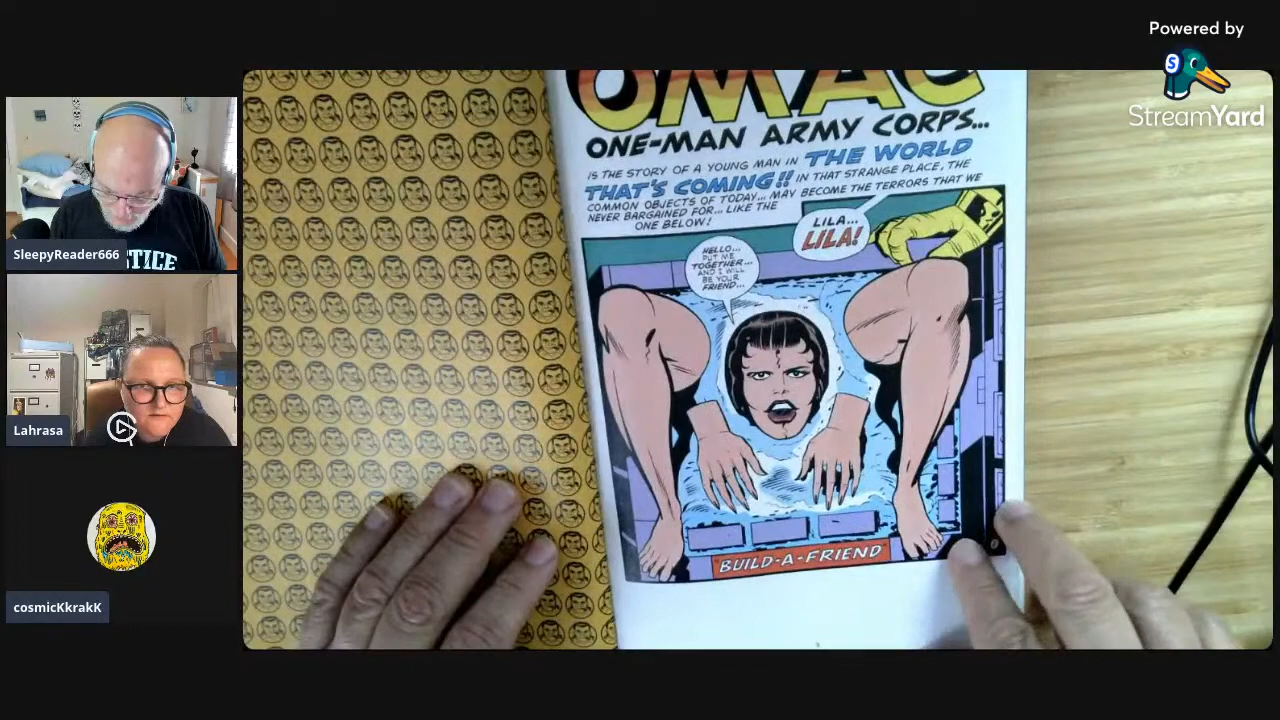 Powered by
StreamYard
SleepyReader666
TICE
Lahrasa
cosmicKkrakK
OMAC
ONE-MAN ARMY CORPS...
IS THE STORY OF A YOUNG MAN IN THE WORLD
THAT'S COMING!! IN THAT STRANGE PLACE, THE
COMMON OBJECTS OF TODAY... MAY BECOME THE TERRORS THAT WE
NEVER BARGAINED FOR... LIKE THE
ONE BELOW!
LILA...
LILA!
HELLO...
PUT ME
TOGETHER...
AND I WILL
BE YOUR
FRIEND...
"BUILD-A-FRIEND"